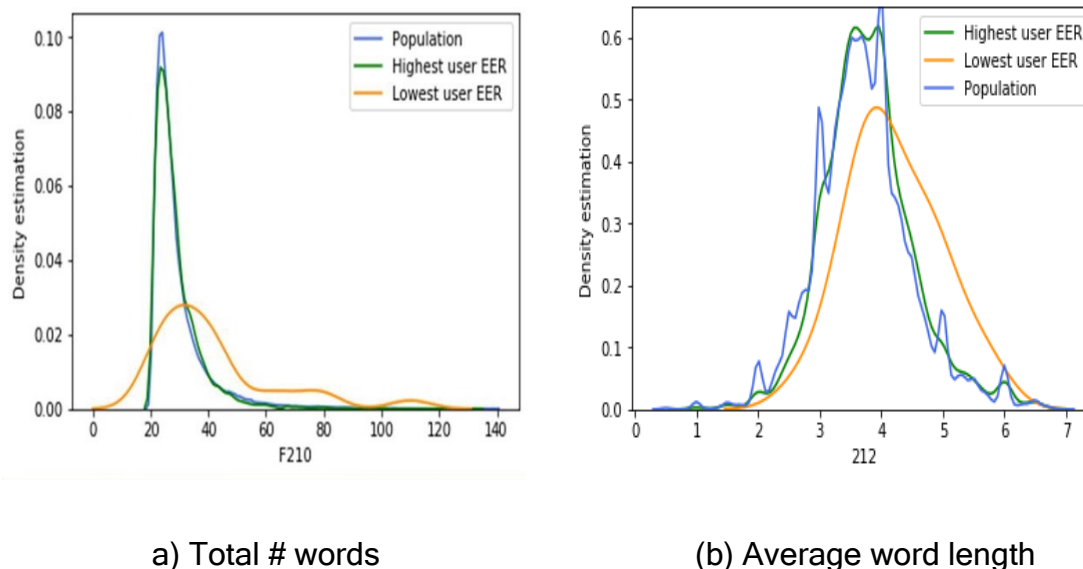 0.10
0.08
0.06
0.04
0.02
0.00
Density estimation
0 20 40 60 80 100 120 140
F210
Population
Highest user EER
Lowest user EER
0.6
0.5
0.4
0.3
0.2
0.1
0.0
Density estimation
0 1 2 3 4 5 6 7
212
Highest user EER
Lowest user EER
Population
a) Total # words
(b) Average word length